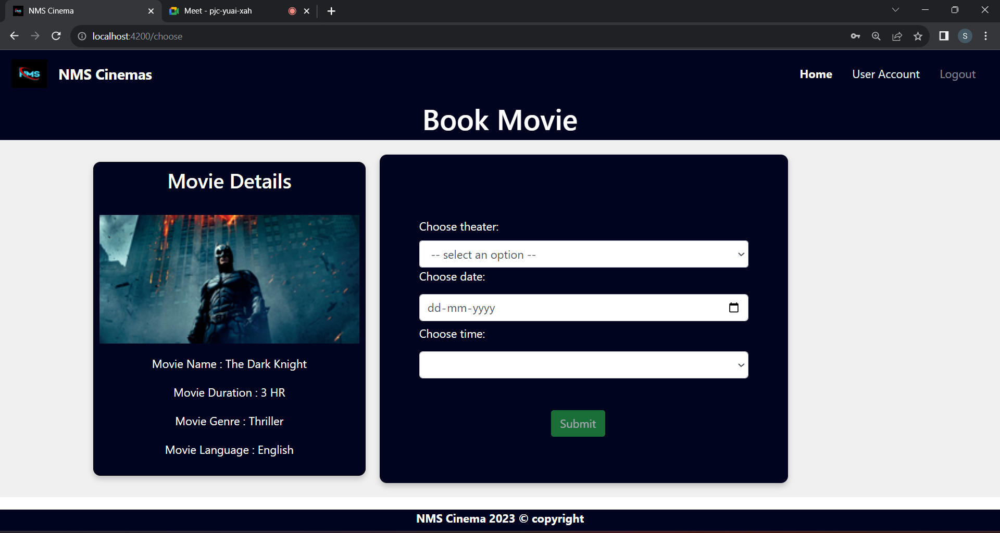 NMS Cinema
Meet - pjc-yuai-xah
localhost:4200/choose
S
NMS
NMS Cinemas
Home
User Account
Logout
Book Movie
Movie Details
Movie Name : The Dark Knight
Movie Duration : 3 HR
Movie Genre : Thriller
Movie Language : English
Choose theater:
-- select an option --
Choose date:
dd-mm-yyyy
Choose time:
Submit
NMS Cinema 2023 © copyright